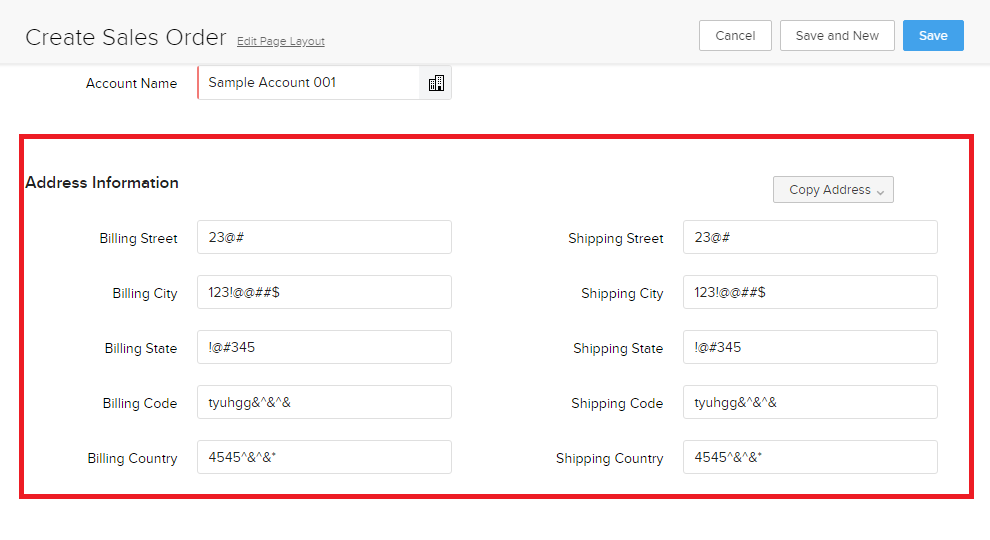 Create Sales Order Edit Page Layout Cancel Save and New Save
Account Name Sample Account 001
Address Information
Copy Address
Billing Street 23@# Shipping Street 23@#
Billing City 123!@@##$ Shipping City 123!@@##$
Billing State !@#345 Shipping State !@#345
Billing Code tyuhgg&^&^& Shipping Code tyuhgg&^&^&
Billing Country 4545^&^&* Shipping Country 4545^&^&*